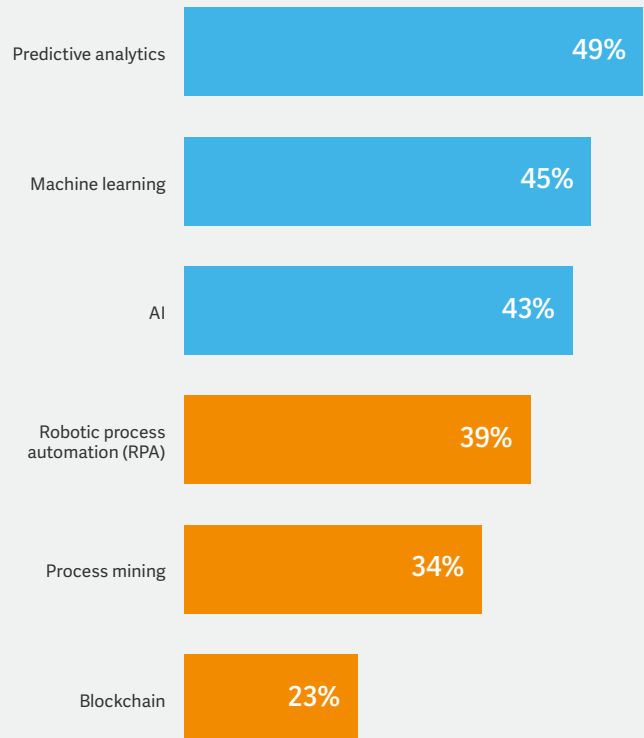 Predictive analytics
49%
Machine learning
45%
AI
43%
Robotic process
automation (RPA)
39%
Process mining
34%
Blockchain
23%